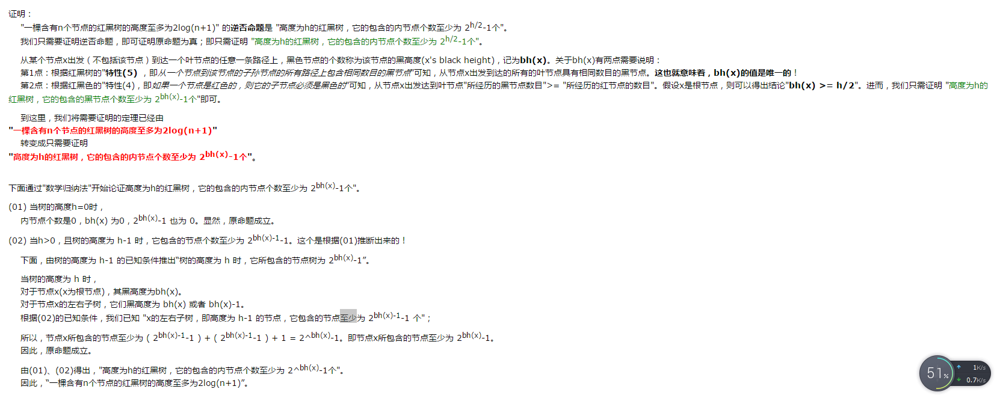 证明：
"一棵含有n个节点的红黑树的高度至多为2log(n+1)" 的逆否命题是 "高度为h的红黑树，它的包含的内节点个数至少为 2^h/2-1个"。
我们只需要证明逆否命题，即可证明原命题为真；即只需证明 "高度为h的红黑树，它的包含的内节点个数至少为 2^h/2-1个"。
从某个节点x出发（不包括该节点）到达一个叶节点的任意一条路径上，黑色节点的个数称为该节点的黑高度(x's black height)，记为bh(x)。关于bh(x)有两点需要说明：
第1点：根据红黑树的"特性(5) ，即从一个节点到该节点的子孙节点的所有路径上包含相同数目的黑节点"可知，从节点x出发到达的所有的叶节点具有相同数目的黑节点。这也就意味着，bh(x)的值是唯一的！
第2点：根据红黑色的"特性(4)，即如果一个节点是红色的，则它的子节点必须是黑色的"可知，从节点x出发达到叶节点"所经历的黑节点数目">= "所经历的红节点的数目"。假设x是根节点，则可以得出结论"bh(x) >= h/2"。进而，我们只需证明 "高度为h的
红黑树，它的包含的黑节点个数至少为 2^bh(x)-1个"即可。
到这里，我们将需要证明的定理已经由
"一棵含有n个节点的红黑树的高度至多为2log(n+1)"
转变成只需要证明
"高度为h的红黑树，它的包含的内节点个数至少为 2^bh(x)-1个"。
下面通过"数学归纳法"开始论证高度为h的红黑树，它的包含的内节点个数至少为 2^bh(x)-1个"。
(01) 当树的高度h=0时，
内节点个数是0，bh(x) 为0，2^bh(x)-1 也为 0。显然，原命题成立。
(02) 当h>0，且树的高度为 h-1 时，它包含的节点个数至少为 2^bh(x)-1-1。这个是根据(01)推断出来的！
下面，由树的高度为 h-1 的已知条件推出“树的高度为 h 时，它所包含的节点树为 2^bh(x)-1”。
当树的高度为 h 时，
对于节点x(x为根节点)，其黑高度为bh(x)。
对于节点x的左右子树，它们黑高度为 bh(x) 或者 bh(x)-1。
根据(02)的已知条件，我们已知 "x的左右子树，即高度为 h-1 的节点，它包含的节点至少为 2^bh(x)-1-1 个"；
所以，节点x所包含的节点至少为 ( 2^bh(x)-1-1 ) + ( 2^bh(x)-1-1 ) + 1 = 2^bh(x)-1。即节点x所包含的节点至少为 2^bh(x)-1。
因此，原命题成立。
由(01)、(02)得出，"高度为h的红黑树，它的包含的内节点个数至少为 2^bh(x)-1个"。
因此，“一棵含有n个节点的红黑树的高度至多为2log(n+1)”。
51%
1K/s
0.7K/s